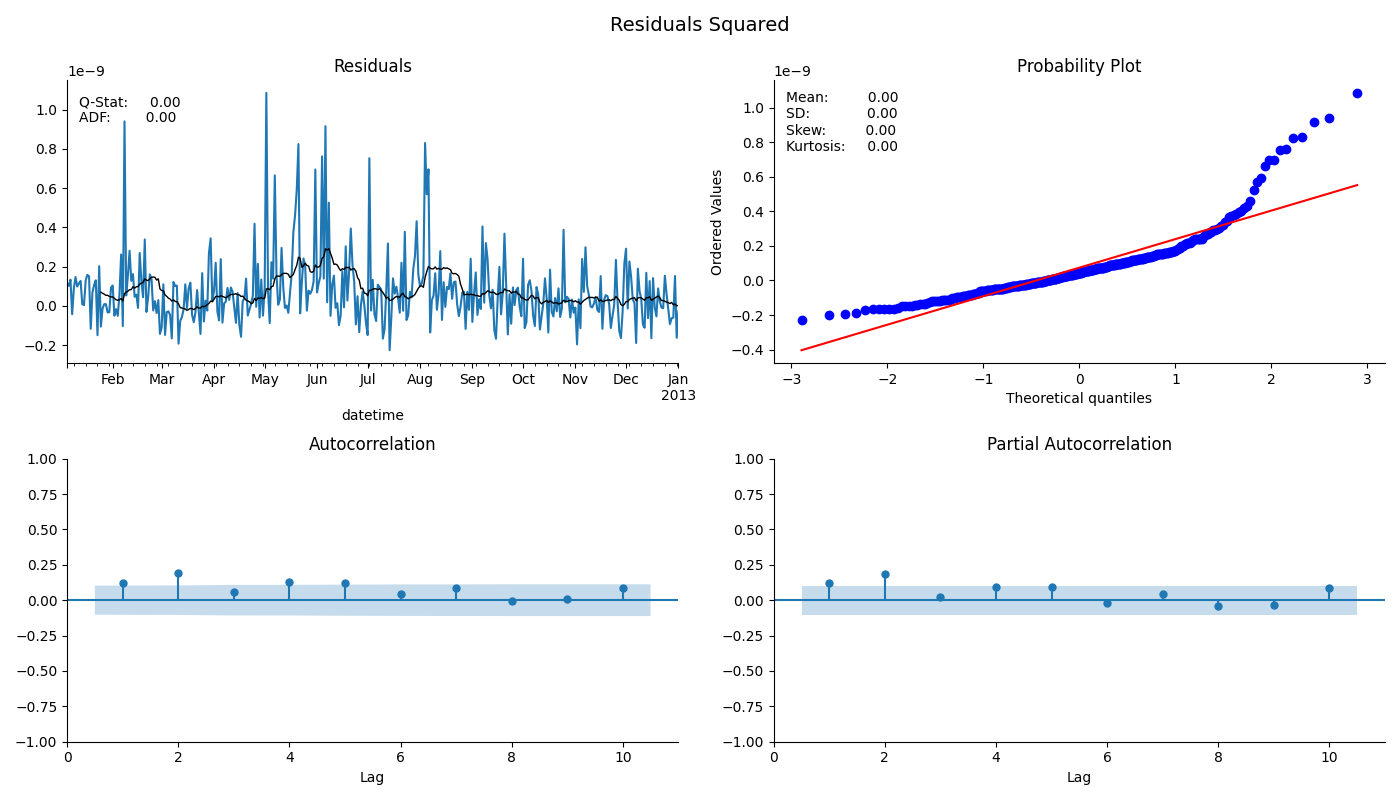 Residuals Squared
Residuals
1e−9
Q-Stat: 0.00
ADF: 0.00
1.0
0.8
0.6
0.4
0.2
0.0
−0.2
Feb Mar Apr May Jun Jul Aug Sep Oct Nov Dec Jan
2013
datetime
Probability Plot
1e−9
Mean: 0.00
SD: 0.00
Skew: 0.00
Kurtosis: 0.00
Ordered Values
1.0
0.8
0.6
0.4
0.2
0.0
−0.2
−0.4
−3 −2 −1 0 1 2 3
Theoretical quantiles
Autocorrelation
1.00
0.75
0.50
0.25
0.00
−0.25
−0.50
−0.75
−1.00
0 2 4 6 8 10
Lag
Partial Autocorrelation
1.00
0.75
0.50
0.25
0.00
−0.25
−0.50
−0.75
−1.00
0 2 4 6 8 10
Lag